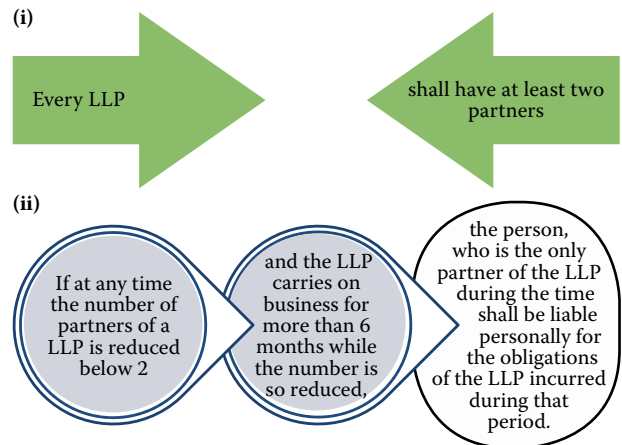 (i)
Every LLP
shall have at least two
partners
(ii)
If at any time
the number of
partners of a
LLP is reduced
below 2
and the LLP
carries on
business for
more than 6
months while
the number is
so reduced,
the person,
who is the only
partner of the LLP
during the time
shall be liable
personally for
the obligations
of the LLP incurred
during that
period.